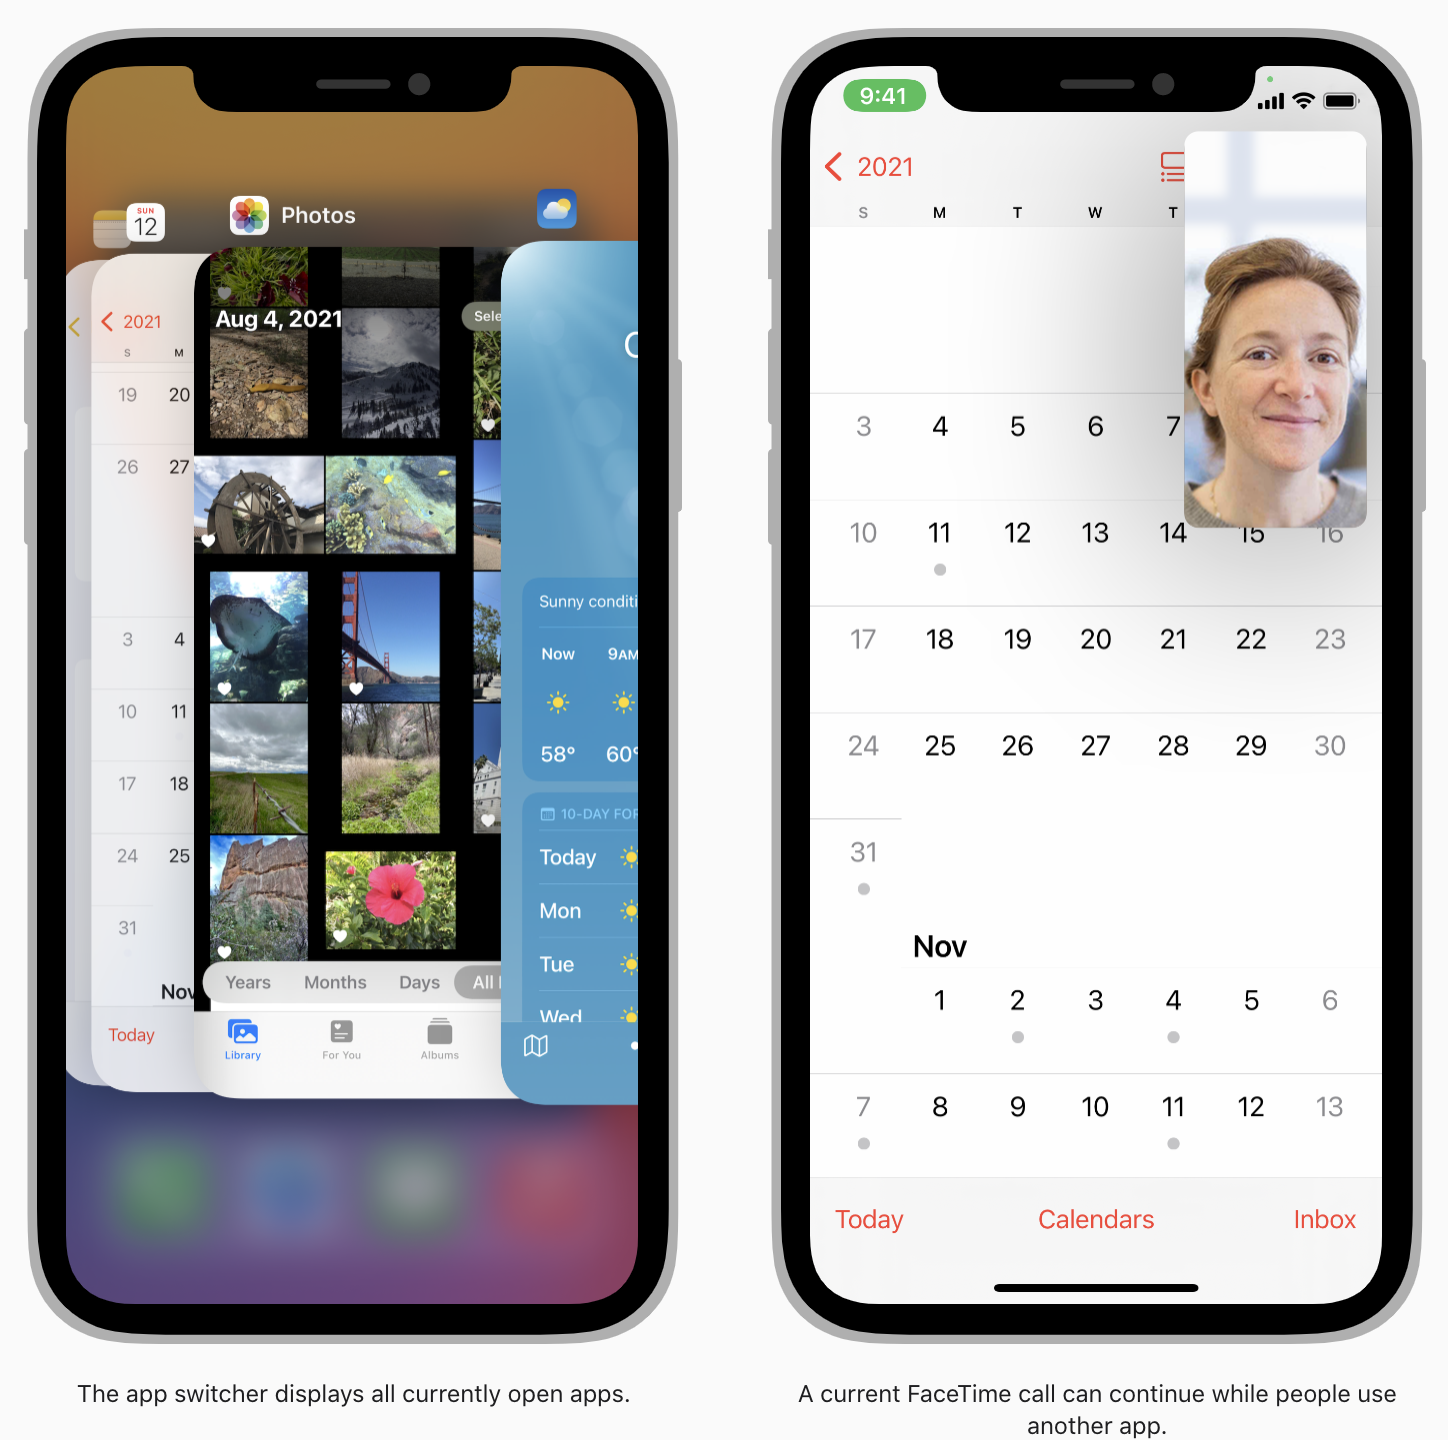 SUN
12
Photos
2021
S M
19 20
26 27
3 4
10 11
17 18
24 25
31
Nov
Today
Aug 4, 2021
Years Months Days All
Library For You Albums
Sunny
Now 9AM
58° 60°
10-DAY
Today
Mon
Tue
Wed
9:41
2021
S M T W T
3 4 5 6 7
10 11 12 13 14 15 16
17 18 19 20 21 22 23
24 25 26 27 28 29 30
31
Nov
1 2 3 4 5 6
7 8 9 10 11 12 13
Today Calendars Inbox
The app switcher displays all currently open apps.
A current FaceTime call can continue while people use
another app.